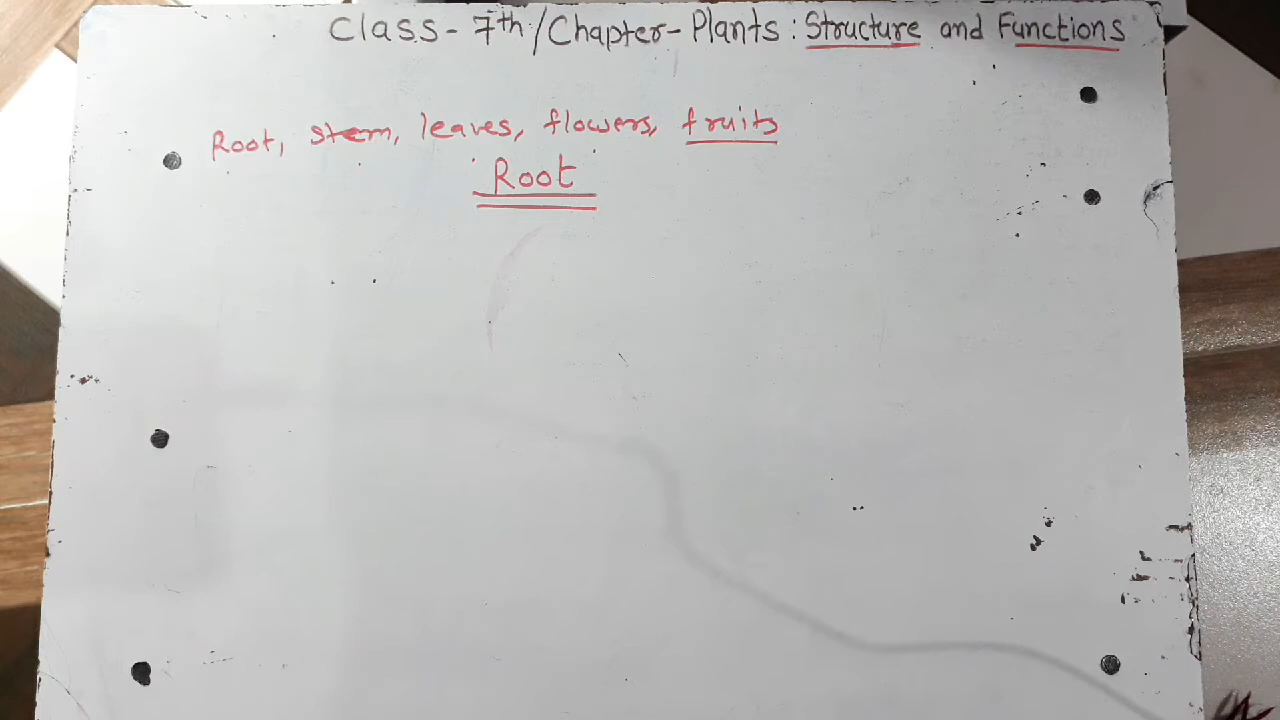 Class- 7th/Chapter- Plants : Structure and Functions
Root, stem, leaves, flowers, fruits
Root